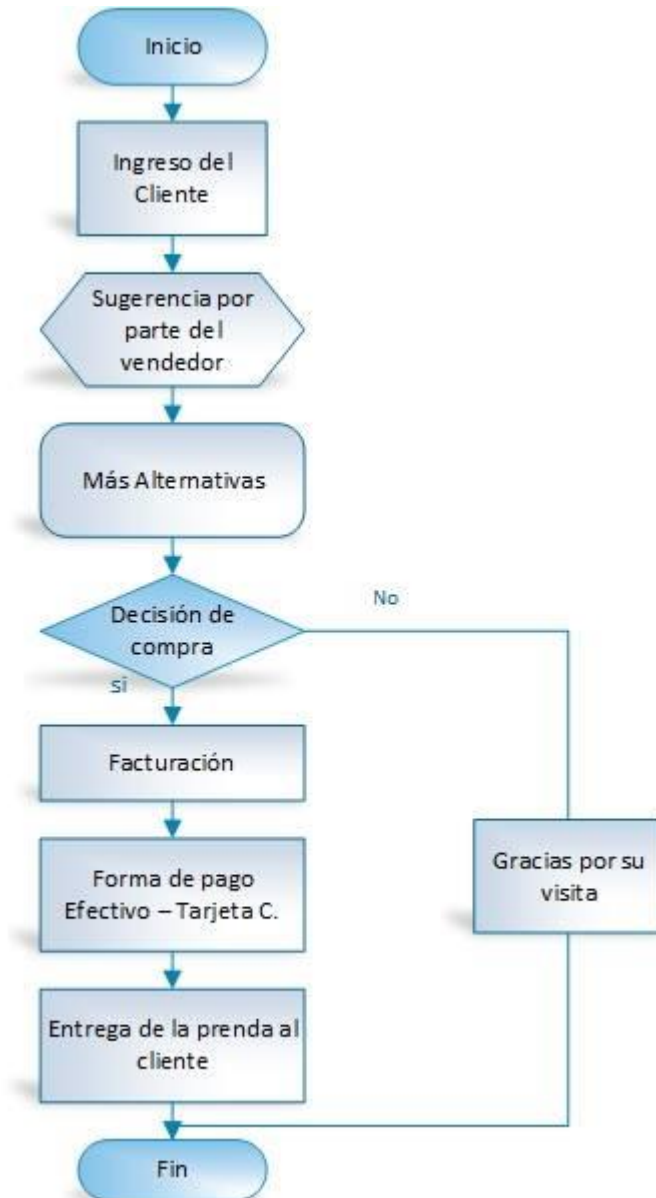 Inicio
Ingreso del
Cliente
Sugerencia por
parte del
vendedor
Más Alternativas
Decisión de
compra
No
si
Facturación
Forma de pago
Efectivo – Tarjeta C.
Gracias por su
visita
Entrega de la prenda al
cliente
Fin